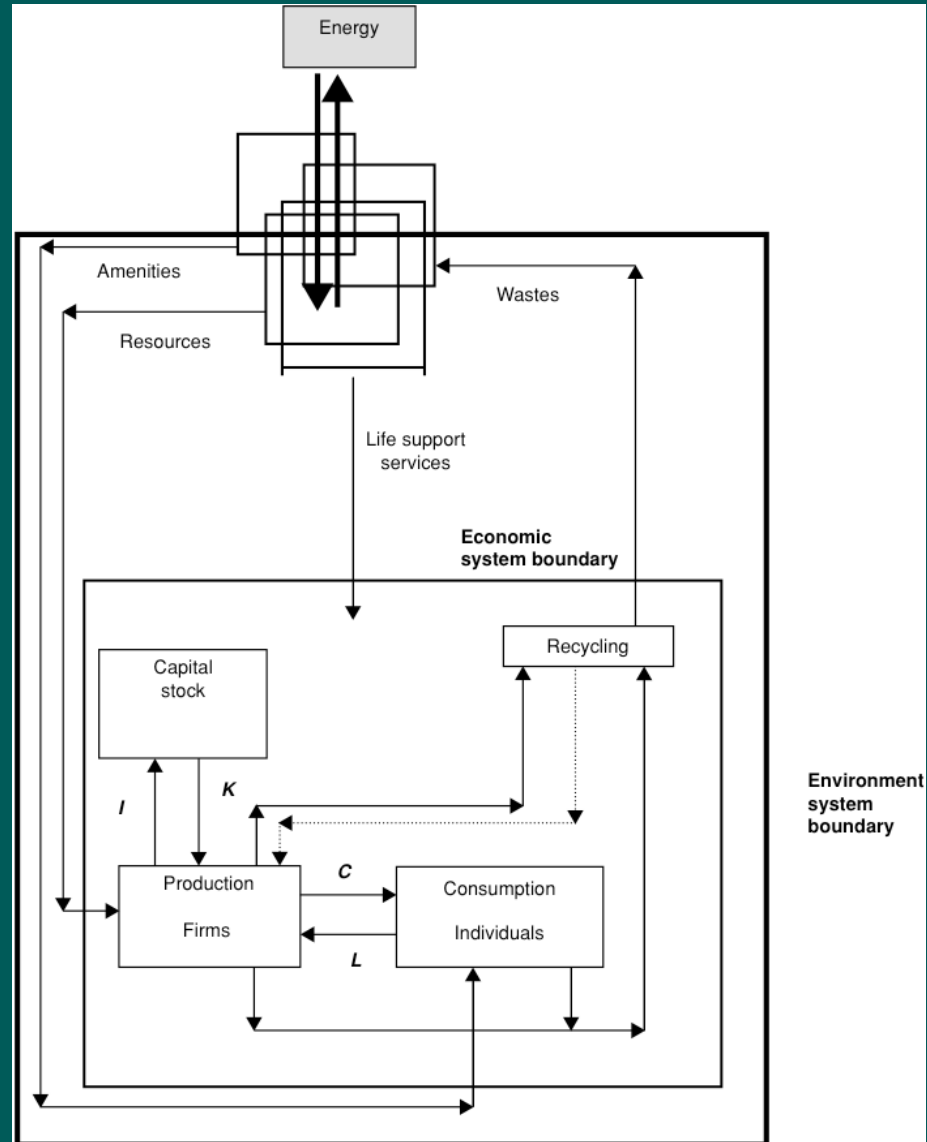 Energy
Amenities
Wastes
Resources
Life support
services
Economic
system boundary
Recycling
Capital
stock
Environment
system
boundary
I
K
Production
Firms
C
Consumption
Individuals
L